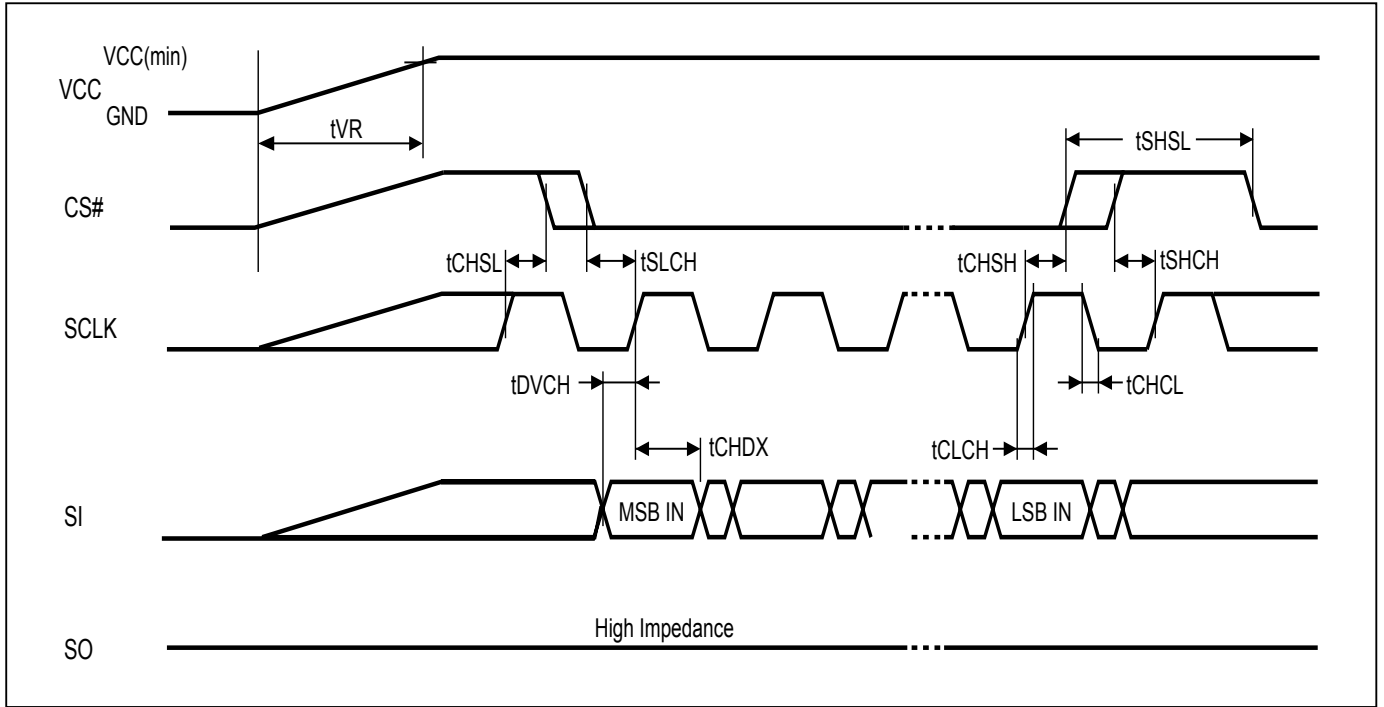 VCC(min)
VCC
GND
tVR
tSHSL
CS#
tCHSL
tSLCH
tCHSH
tSHCH
SCLK
tDVCH
tCHCL
tCHDX
tCLCH
SI
MSB IN
LSB IN
High Impedance
SO